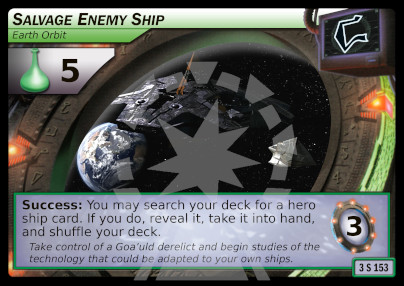 SALVAGE ENEMY SHIP
Earth Orbit
5
Success: You may search your deck for a hero
ship card. If you do, reveal it, take it into hand,
and shuffle your deck.
3
Take control of a Goa'uld derelict and begin studies of the
technology that could be adapted to your own ships.
3 S 153